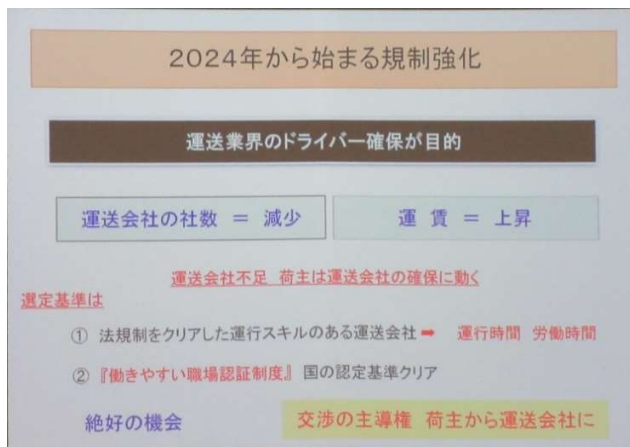 2024年から始まる規制強化
運送業界のドライバー確保が目的
運送会社の社数 = 減少
運 賃 = 上昇
運送会社不足 荷主は運送会社の確保に動く
選定基準は
① 法規制をクリアした運行スキルのある運送会社➡ 運行時間 労働時間
② 『働きやすい職場認証制度』 国の認定基準クリア
絶好の機会
交渉の主導権 荷主から運送会社に